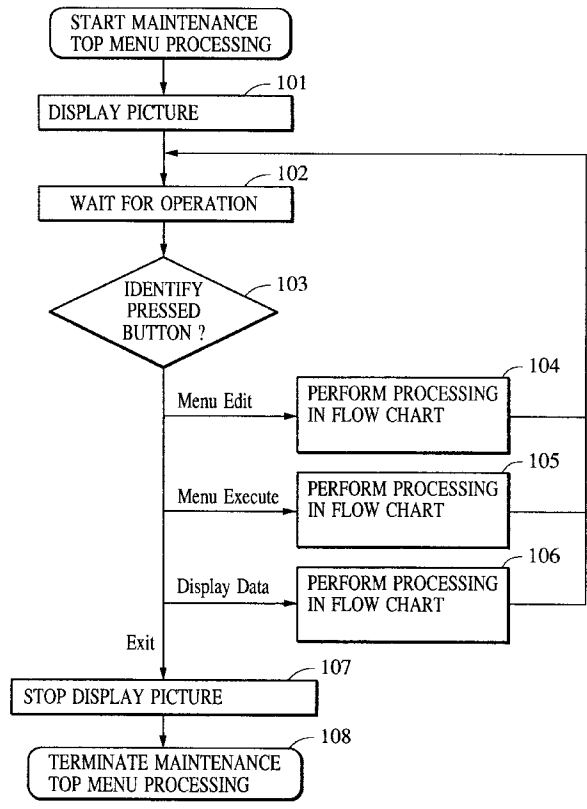 START MAINTENANCE
TOP MENU PROCESSING
101
DISPLAY PICTURE
102
WAIT FOR OPERATION
103
IDENTIFY
PRESSED
BUTTON ?
104
Menu Edit
PERFORM PROCESSING
IN FLOW CHART
105
Menu Execute
PERFORM PROCESSING
IN FLOW CHART
106
Display Data
PERFORM PROCESSING
IN FLOW CHART
Exit
107
STOP DISPLAY PICTURE
108
TERMINATE MAINTENANCE
TOP MENU PROCESSING